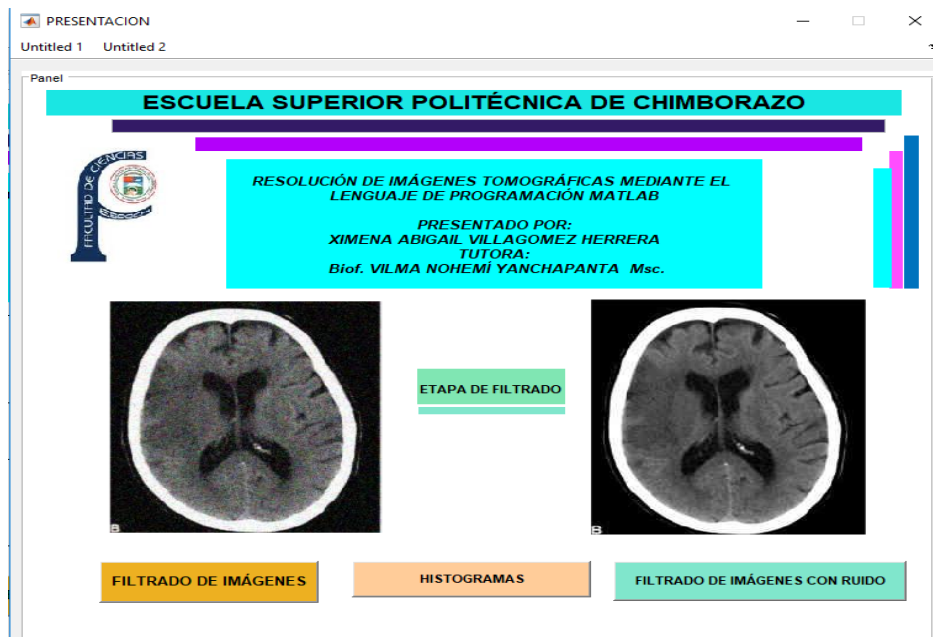 PRESENTACION
Untitled 1 Untitled 2
Panel
ESCUELA SUPERIOR POLITÉCNICA DE CHIMBORAZO
FACULTAD DE CIENCIAS
ESPOCH
RESOLUCIÓN DE IMÁGENES TOMOGRÁFICAS MEDIANTE EL
LENGUAJE DE PROGRAMACIÓN MATLAB
PRESENTADO POR:
XIMENA ABIGAIL VILLAGOMEZ HERRERA
TUTORA:
Biof. VILMA NOHEMÍ YANCHAPANTA Msc.
ETAPA DE FILTRADO
B
B
FILTRADO DE IMÁGENES
HISTOGRAMAS
FILTRADO DE IMÁGENES CON RUIDO